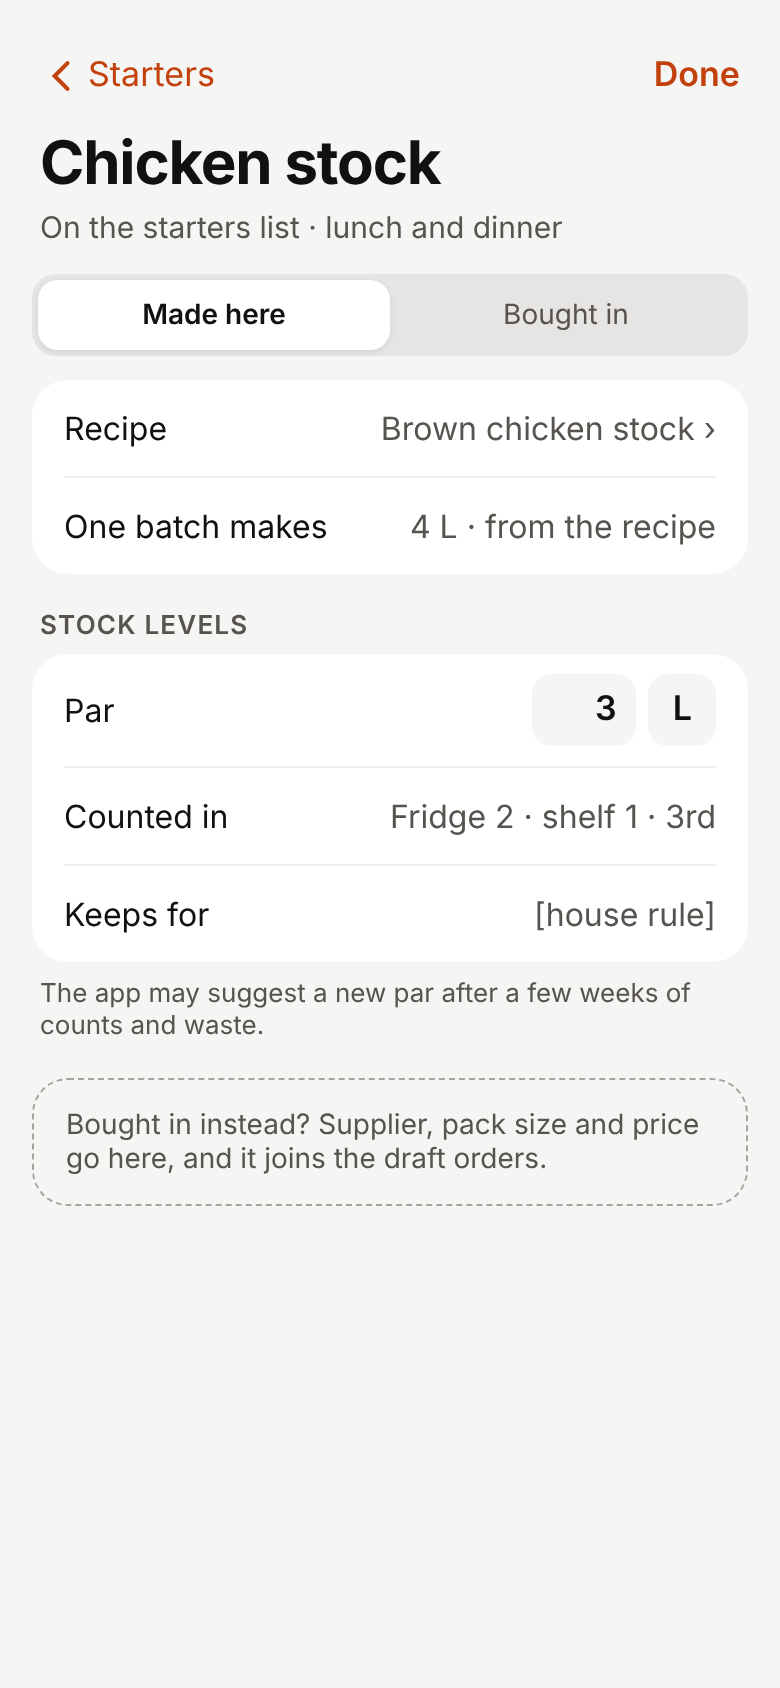 Starters
Done
Chicken stock
On the starters list · lunch and dinner
Made here
Bought in
Recipe
Brown chicken stock ›
One batch makes
4 L · from the recipe
STOCK LEVELS
Par
3
L
Counted in
Fridge 2 · shelf 1 · 3rd
Keeps for
[house rule]
The app may suggest a new par after a few weeks of
counts and waste.
Bought in instead? Supplier, pack size and price
go here, and it joins the draft orders.